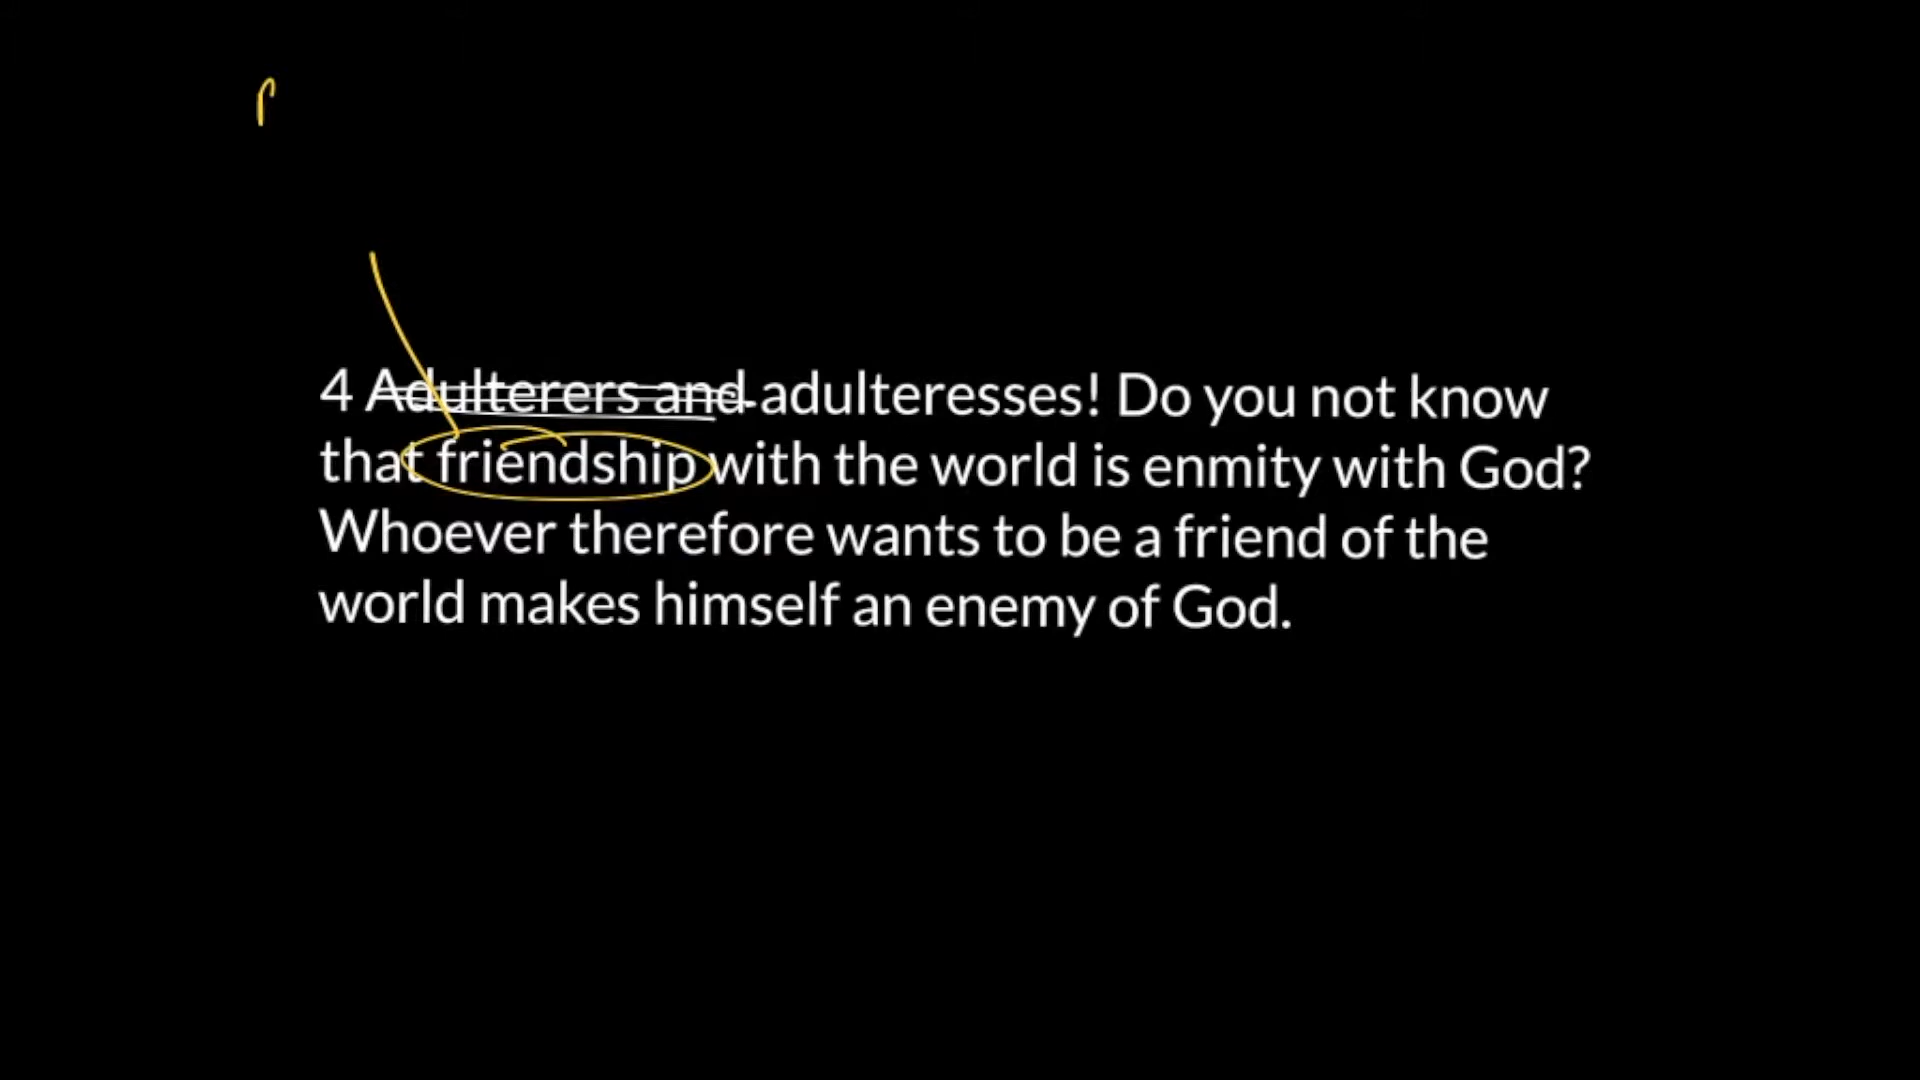 4 Adulterers and adulteresses! Do you not know
that friendship with the world is enmity with God?
Whoever therefore wants to be a friend of the
world makes himself an enemy of God.